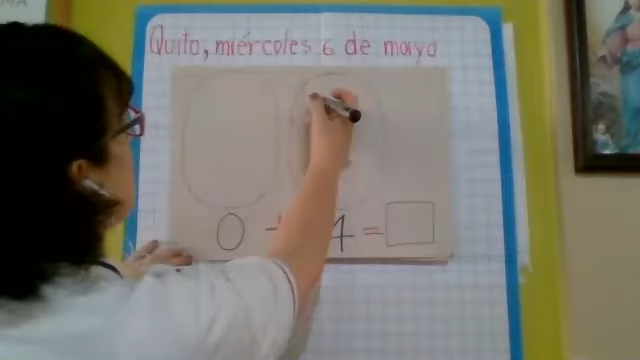 Quito, miércoles 6 de mayo
0 + 4 =